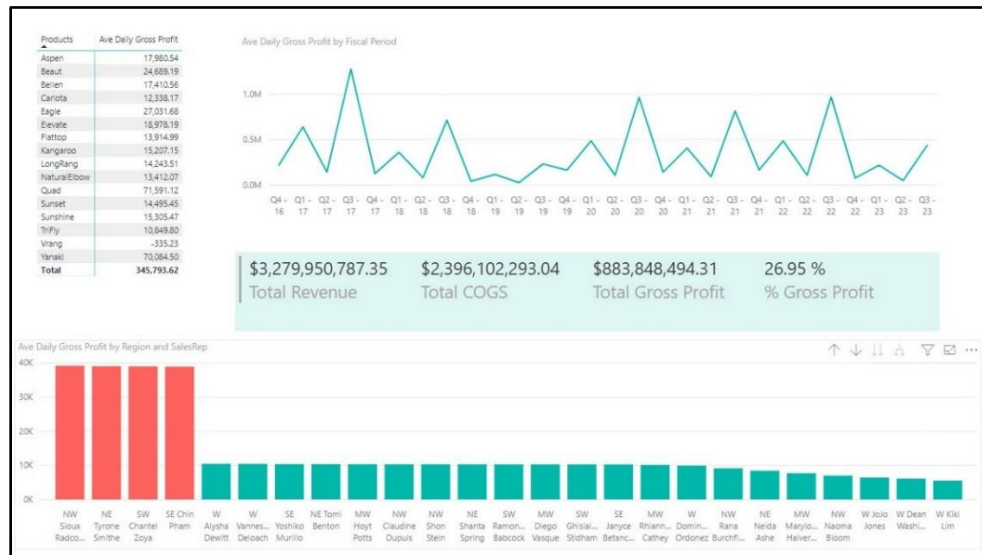 Products Ave Daily Gross Profit
Aspen 17,980.54
Beaut 24,689.19
Bellen 17,410.56
Carlota 12,338.17
Eagle 27,031.68
Elevate 18,978.19
Flattop 13,914.99
Kangaroo 15,207.15
LongRang 14,243.51
NaturalElbow 13,412.07
Quad 71,591.12
Sunset 14,495.45
Sunshine 15,305.47
TriFly 10,849.80
Vrang -335.23
Yanaki 70,084.50
Total 345,793.62
Ave Daily Gross Profit by Fiscal Period
1.0M
0.5M
0.0M
Q4 - Q1 - Q2 - Q3 - Q4 - Q1 - Q2 - Q3 - Q4 - Q1 - Q2 - Q3 - Q4 - Q1 - Q2 - Q3 - Q4 - Q1 - Q2 - Q3 - Q4 - Q1 - Q2 - Q3 - Q4 - Q1 - Q2 - Q3 -
16 17 17 17 17 18 18 18 18 19 19 19 19 20 20 20 20 21 21 21 21 22 22 22 22 23 23 23
$3,279,950,787.35 $2,396,102,293.04 $883,848,494.31 26.95 %
Total Revenue Total COGS Total Gross Profit % Gross Profit
Ave Daily Gross Profit by Region and SalesRep
40K
30K
20K
10K
0K
NW NE SW SE Chin W W SE NE Tomi MW NW NW NE SW MW SW SE MW W NW NE MW NW W JoJo W Dean W Kiki
Sioux Tyrone Chantel Pham Alysha Vannes... Yoshiko Benton Hoyt Claudine Shon Shanta Ramon... Diego Ghislai... Janyce Rhiann... Domin... Rana Neida Marylo... Naoma Jones Washi... Lim
Radco... Smithe Zoya Dewitt Deloach Murillo Potts Dupuis Stein Spring Babcock Vasque Stidham Betanc... Cathey Ordonez Burchfi... Ashe Halver... Bloom